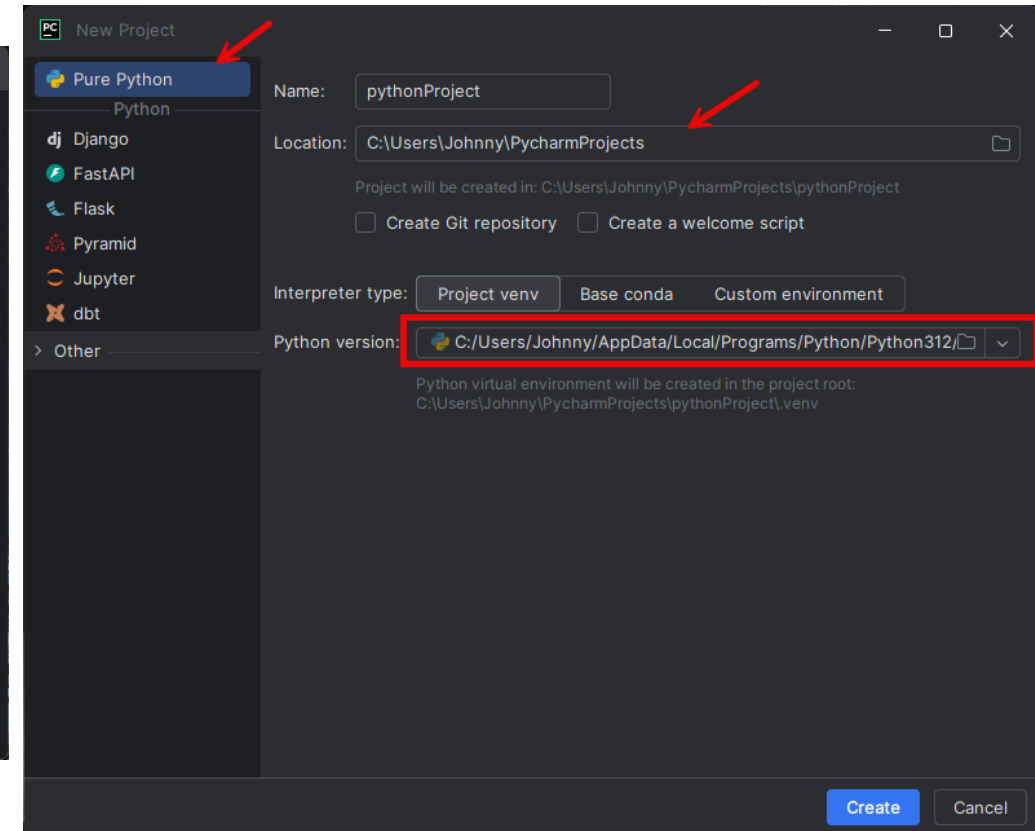 PC New Project
Pure Python
Python
dj Django
FastAPI
Flask
Pyramid
Jupyter
dbt
Other
Name: pythonProject
Location: C:\Users\Johnny\PycharmProjects
Project will be created in: C:\Users\Johnny\PycharmProjects\pythonProject
Create Git repository Create a welcome script
Interpreter type: Project venv Base conda Custom environment
Python version: C:/Users/Johnny/AppData/Local/Programs/Python/Python312/
Python virtual environment will be created in the project root:
C:\Users\Johnny\PycharmProjects\pythonProject\.venv
Create Cancel